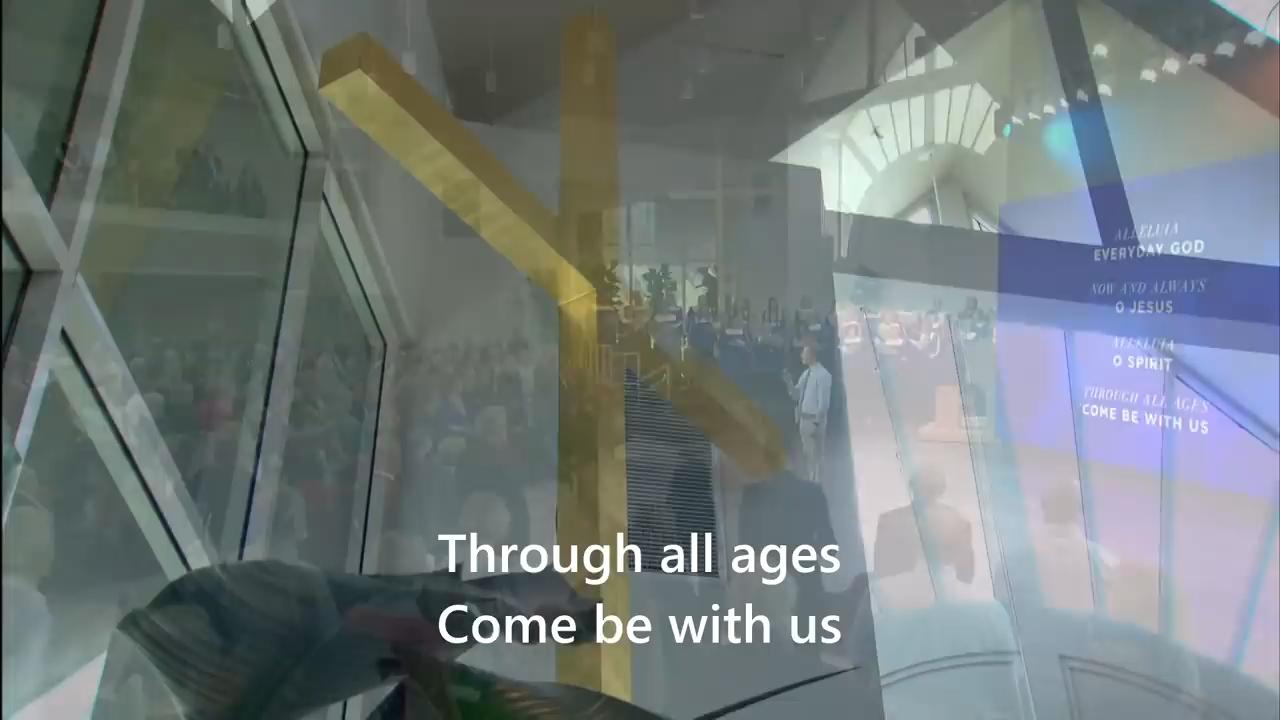 ALLELUIA
EVERYDAY GOD
NOW AND ALWAYS
O JESUS
ALLELUIA
O SPIRIT
THROUGH ALL AGES
COME BE WITH US
Through all ages
Come be with us